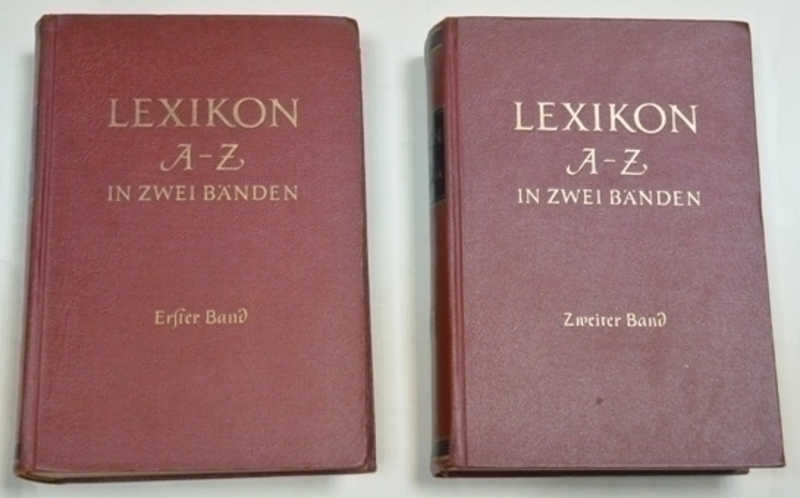 LEXIKON
A-Z
IN ZWEI BÄNDEN
Erſter Band
LEXIKON
A-Z
IN ZWEI BÄNDEN
Zweiter Band